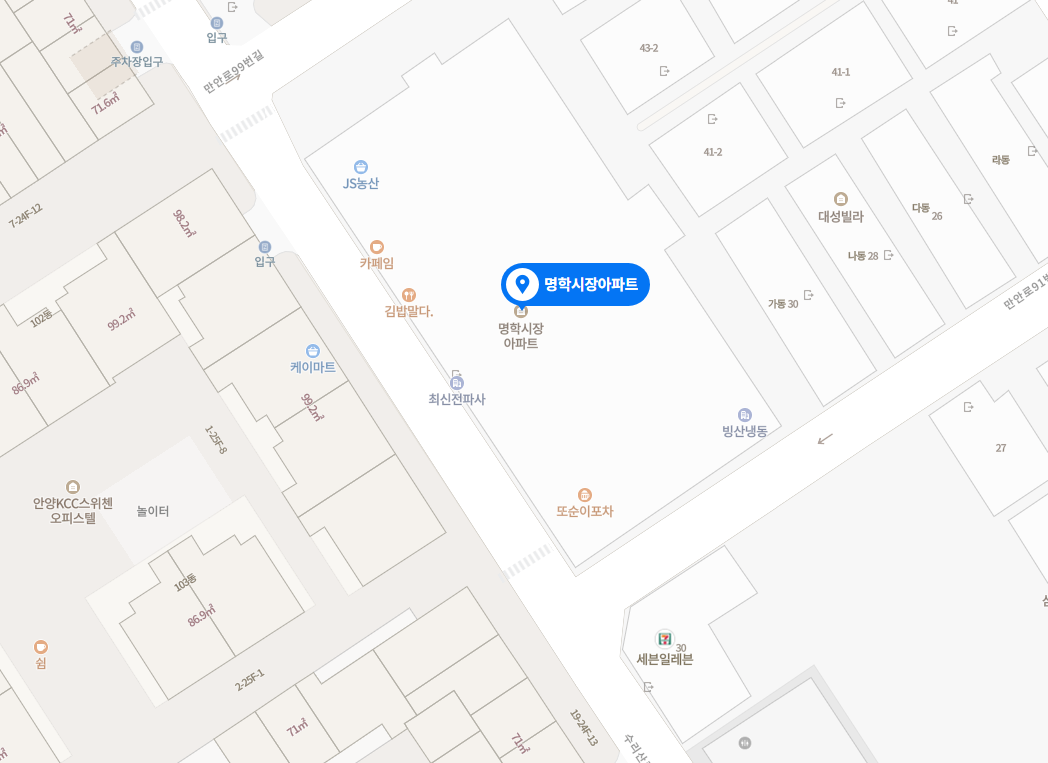 71㎡
입구
주차장입구
만안로99번길
71.6㎡
43-2
41
41-1
41-2
라동
JS농산
7-24F-12
98.2㎡
입구
카페임
김밥말다.
명학시장아파트
명학시장
아파트
대성빌라
다동
26
나동 28
가동 30
만안로91번
102동
99.2㎡
86.9㎡
케이마트
최신전파사
99.2㎡
1-25F-8
빙산냉동
27
안양KCC스위첸
오피스텔
놀이터
또순이포차
103동
86.9㎡
쉼
2-25F-1
30
세븐일레븐
71㎡
71㎡
19-24F-13
수리산